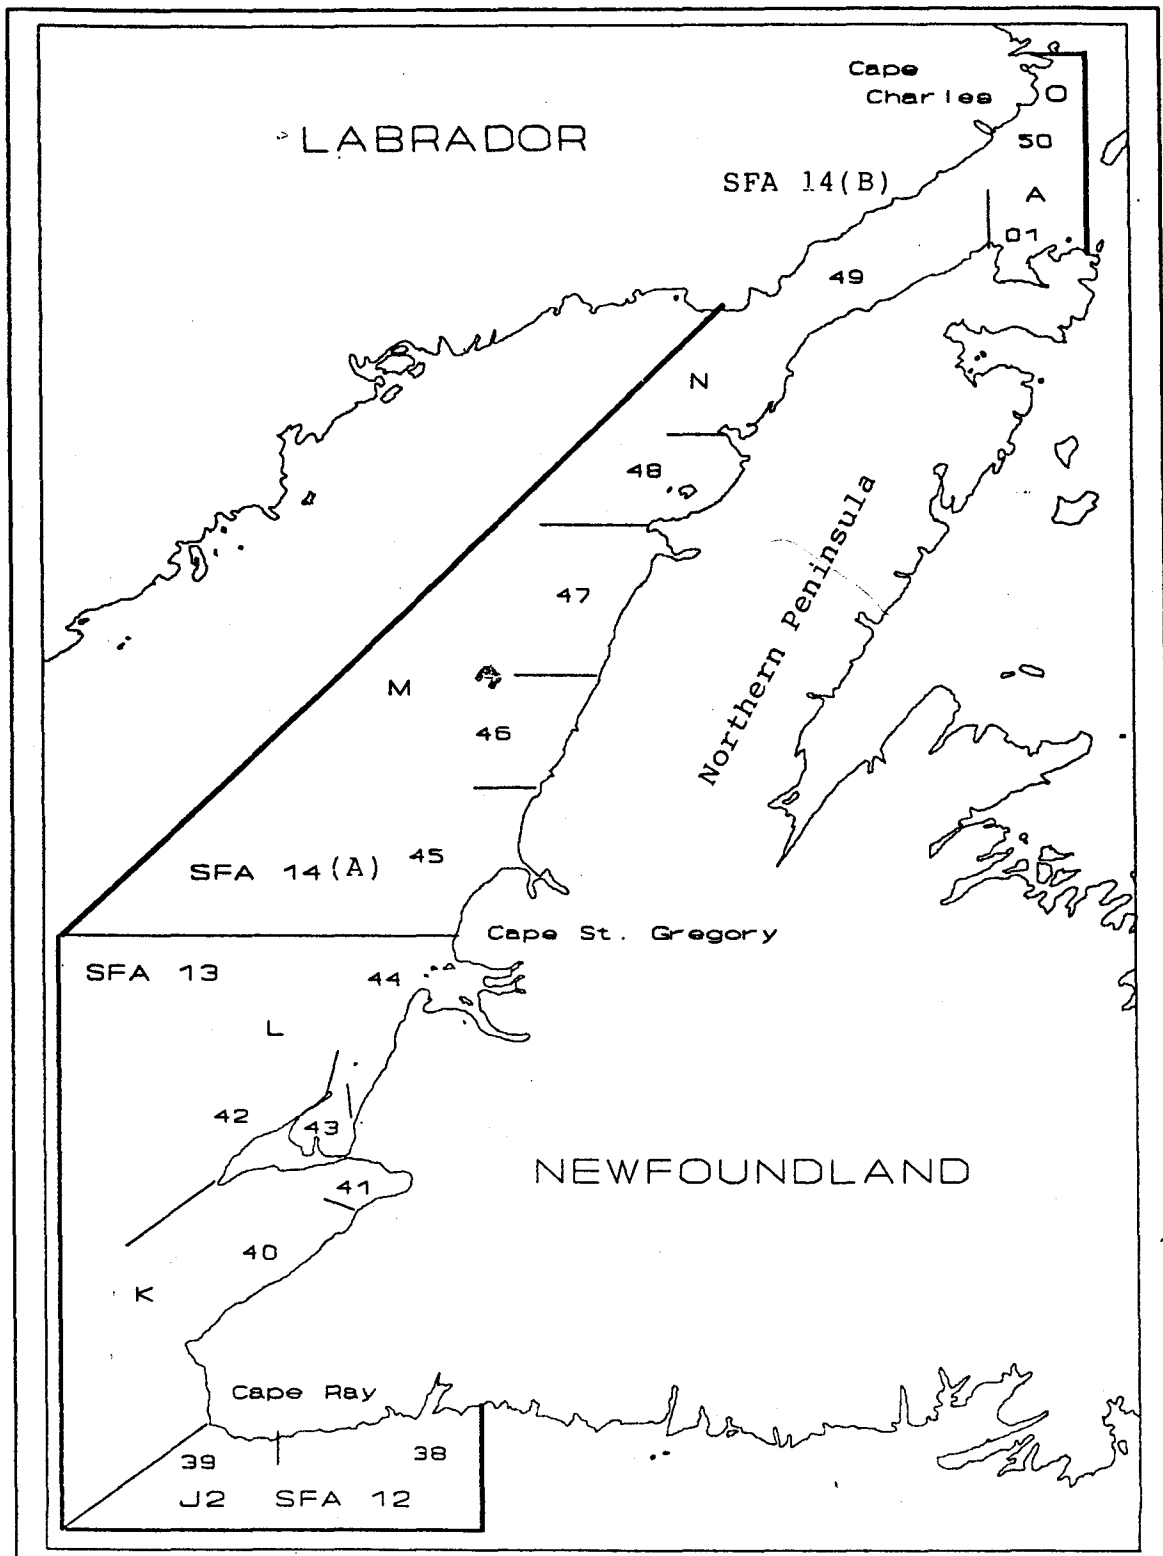 Cape
Charles
O
LABRADOR
50
SFA 14(B)
A
01
49
N
48
Northern Peninsula
47
M
46
45
SFA 14(A)
Cape St. Gregory
SFA 13
44
L
42
43
NEWFOUNDLAND
41
40
K
Cape Ray
39
38
J2
SFA 12